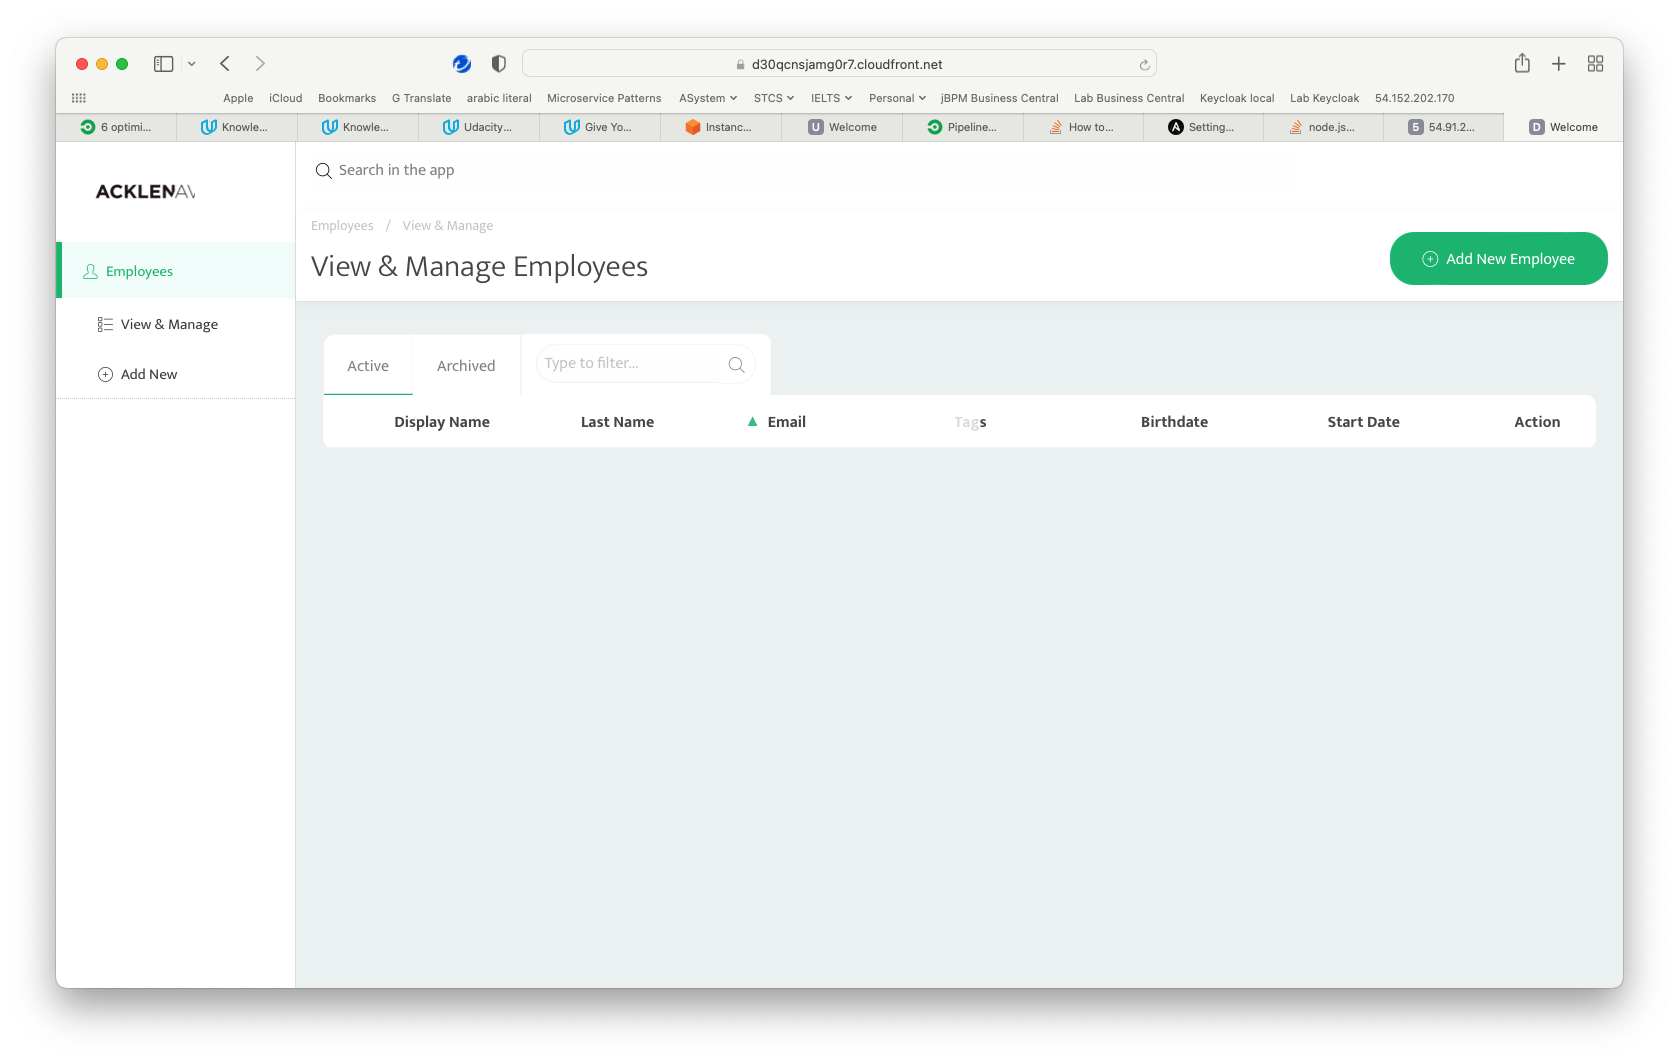 d30qcnsjamg0r7.cloudfront.net
Apple iCloud Bookmarks G Translate arabic literal Microservice Patterns ASystem STCS IELTS Personal jBPM Business Central Lab Business Central Keycloak local Lab Keycloak 54.152.202.170
6 optimi... Knowle... Knowle... Udacity... Give Yo... Instanc... U Welcome Pipeline... How to... A Setting... node.js... 5 54.91.2... D Welcome
ACKLENAV
Search in the app
Employees / View & Manage
View & Manage Employees
Add New Employee
Employees
View & Manage
Add New
Active Archived Type to filter...
Display Name Last Name ▲ Email Tags Birthdate Start Date Action